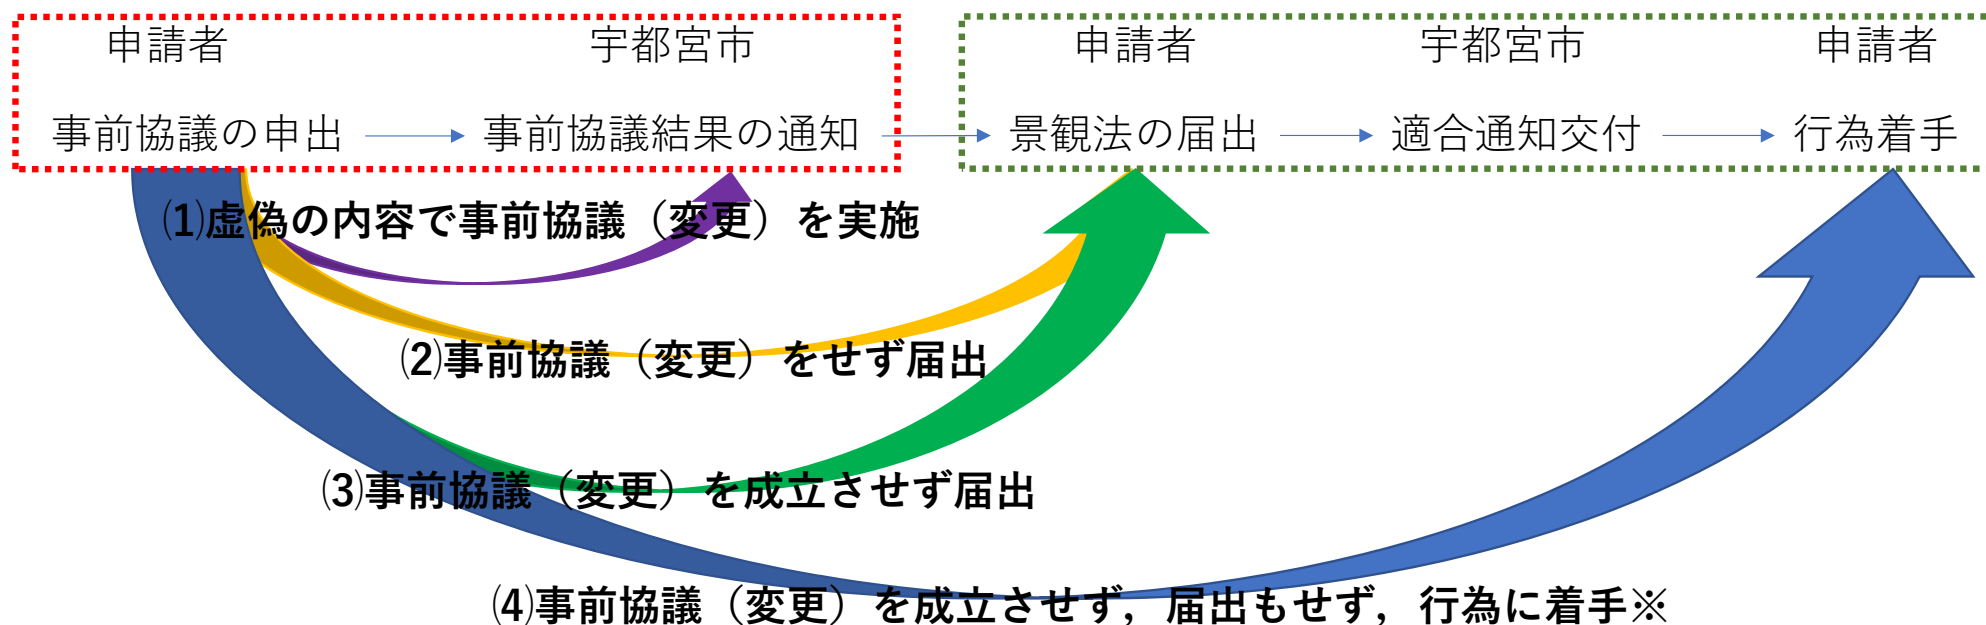 申請者 宇都宮市 申請者 宇都宮市 申請者
事前協議の申出 事前協議結果の通知 景観法の届出 適合通知交付 行為着手
⑴虚偽の内容で事前協議（変更）を実施
⑵事前協議（変更）をせず届出
⑶事前協議（変更）を成立させず届出
⑷事前協議（変更）を成立させず，届出もせず，行為に着手※